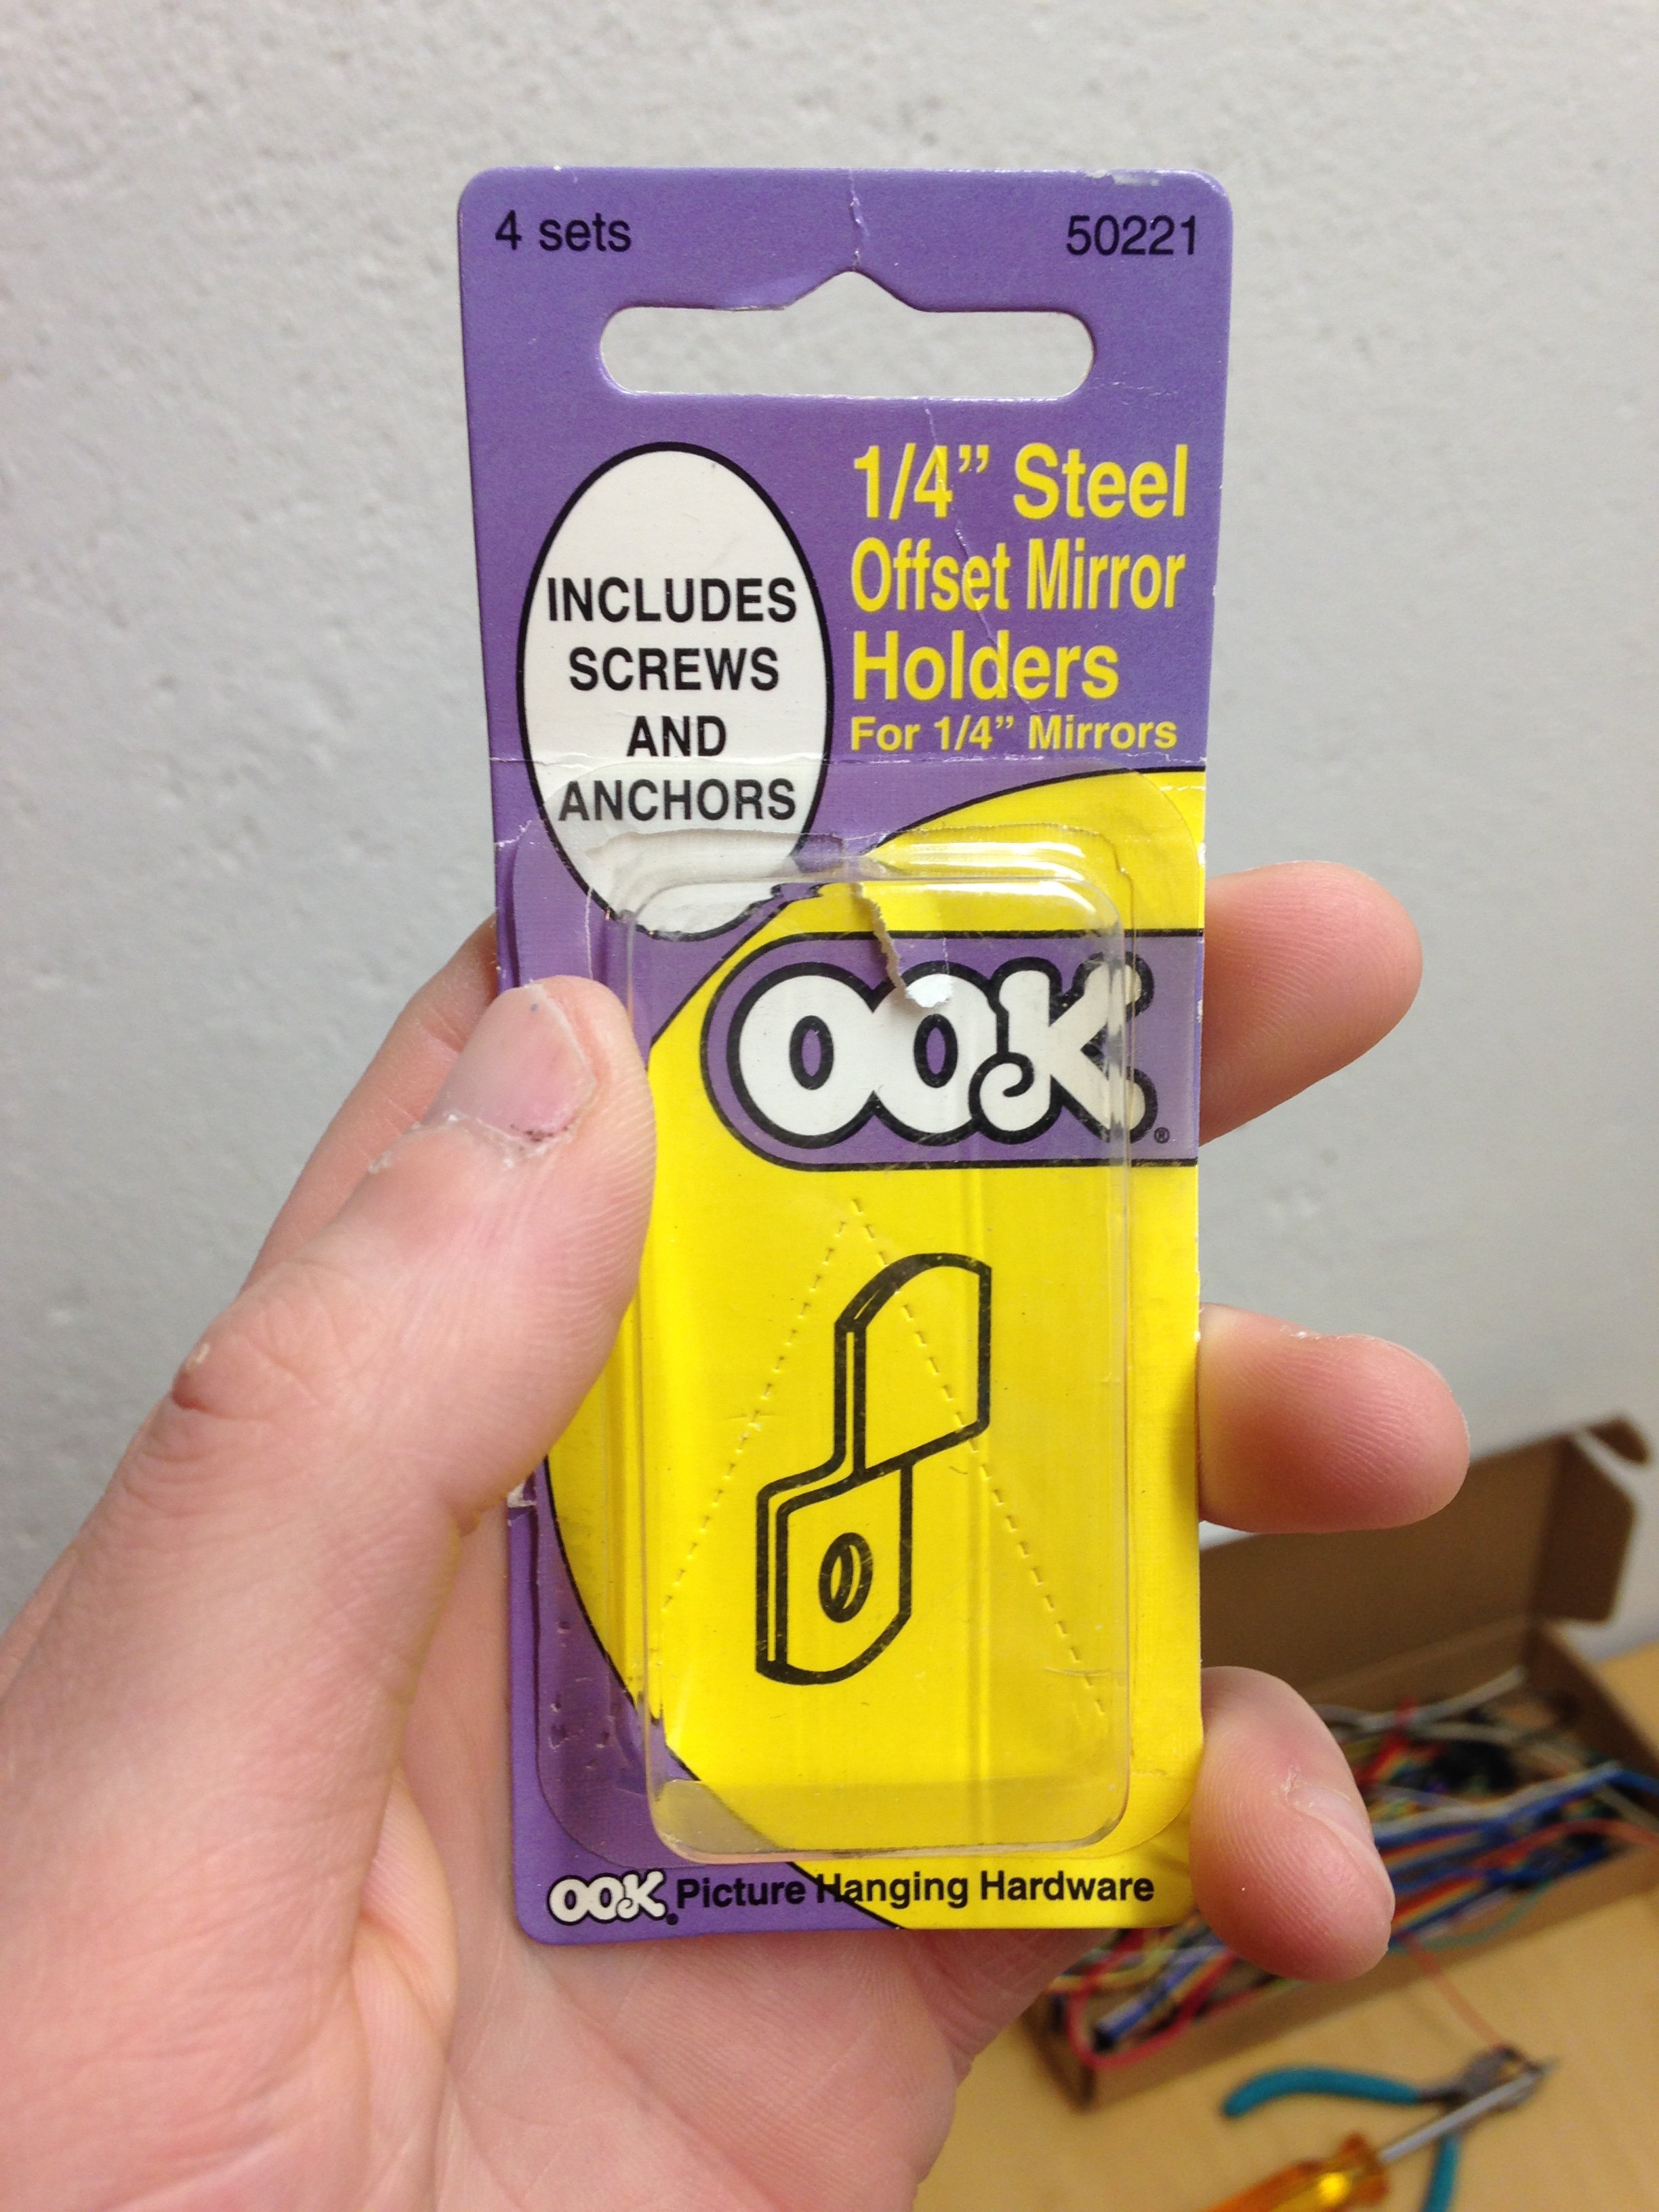 4 sets
50221
1/4” Steel
Offset Mirror
Holders
For 1/4” Mirrors
INCLUDES
SCREWS
AND
ANCHORS
OOK®
OOK® Picture Hanging Hardware